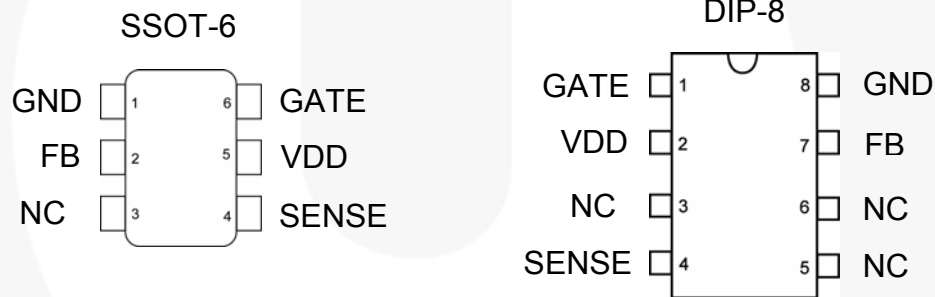 SSOT-6
GND 1 6 GATE
FB 2 5 VDD
NC 3 4 SENSE
DIP-8
GATE 1 8 GND
VDD 2 7 FB
NC 3 6 NC
SENSE 4 5 NC